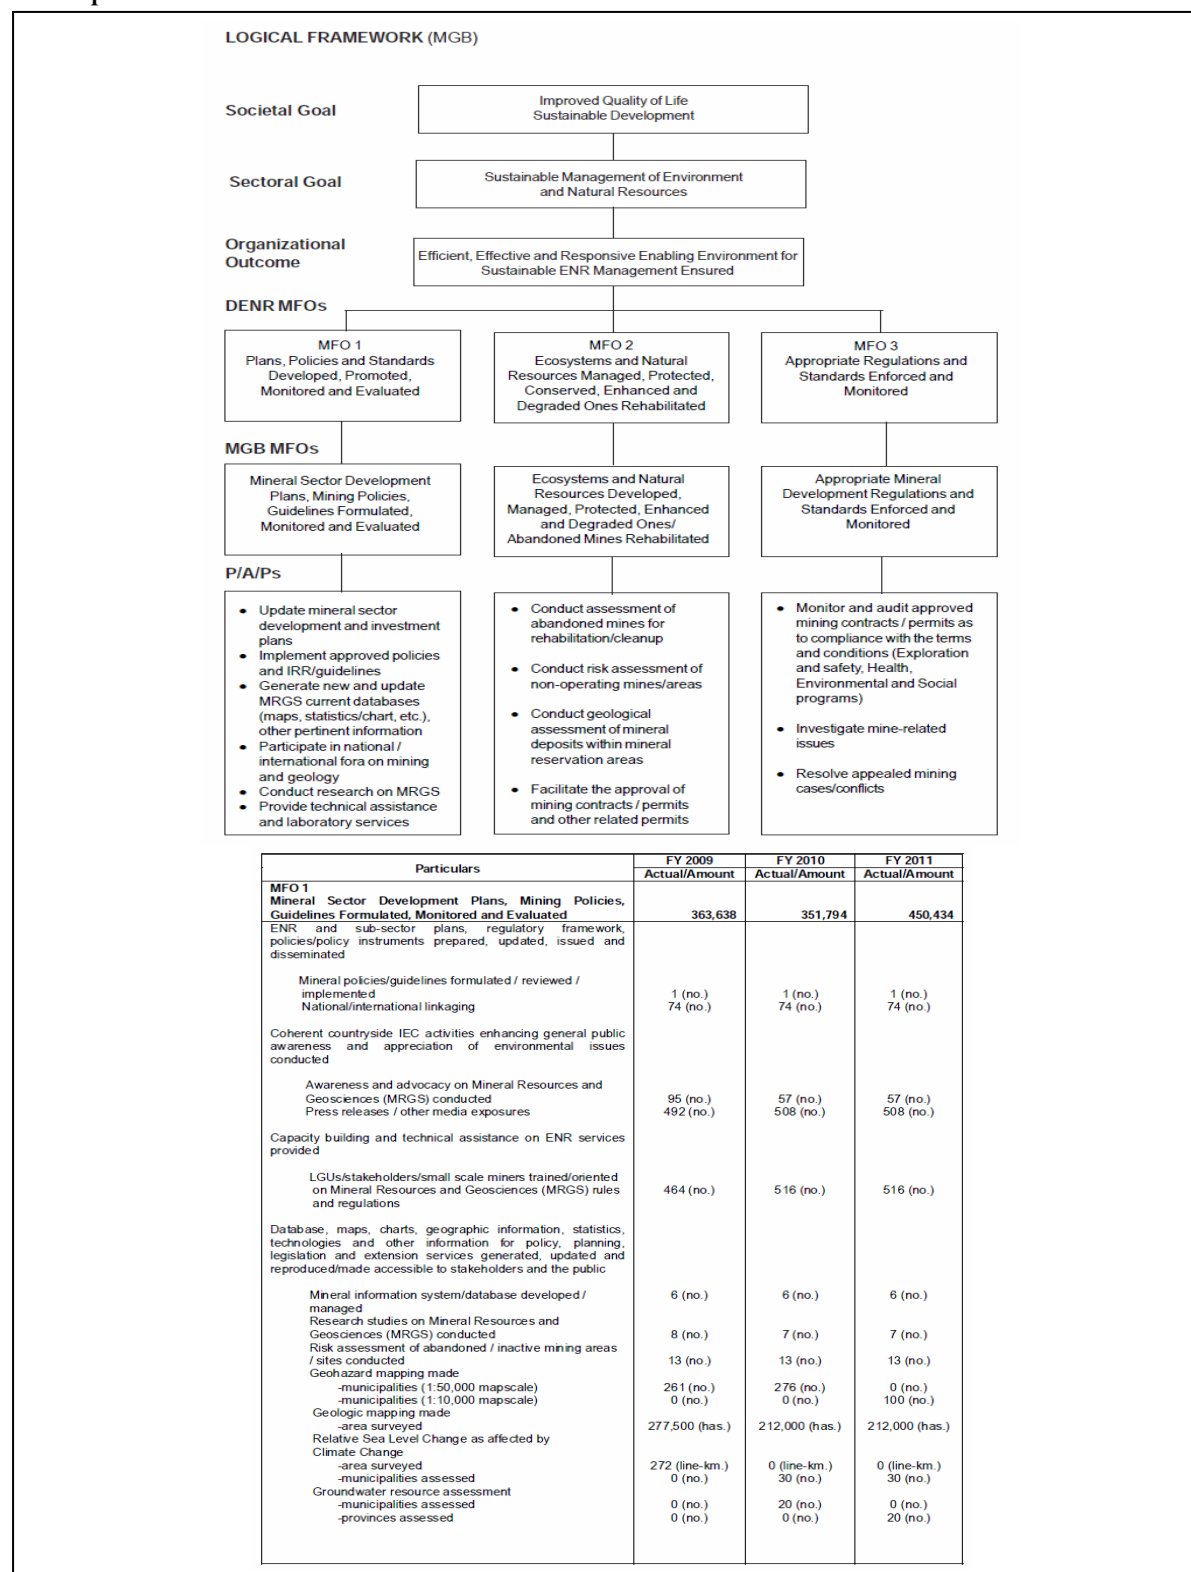 LOGICAL FRAMEWORK (MGB)
Societal Goal
Improved Quality of Life
Sustainable Development
Sectoral Goal
Sustainable Management of Environment
and Natural Resources
Organizational
Outcome
Efficient, Effective and Responsive Enabling Environment for
Sustainable ENR Management Ensured
DENR MFOs
MFO 1
Plans, Policies and Standards
Developed, Promoted,
Monitored and Evaluated
MFO 2
Ecosystems and Natural
Resources Managed, Protected,
Conserved, Enhanced and
Degraded Ones Rehabilitated
MFO 3
Appropriate Regulations and
Standards Enforced and
Monitored
MGB MFOs
Mineral Sector Development
Plans, Mining Policies,
Guidelines Formulated,
Monitored and Evaluated
Ecosystems and Natural
Resources Developed,
Managed, Protected, Enhanced
and Degraded Ones/
Abandoned Mines Rehabilitated
Appropriate Mineral
Development Regulations and
Standards Enforced and
Monitored
P/A/Ps
• Update mineral sector
development and investment
plans
• Implement approved policies
and IRR/guidelines
• Generate new and update
MRGS current databases
(maps, statistics/chart, etc.),
other pertinent information
• Participate in national /
international fora on mining
and geology
• Conduct research on MRGS
• Provide technical assistance
and laboratory services
• Conduct assessment of
abandoned mines for
rehabilitation/cleanup
• Conduct risk assessment of
non-operating mines/areas
• Conduct geological
assessment of mineral
deposits within mineral
reservation areas
• Facilitate the approval of
mining contracts / permits
and other related permits
• Monitor and audit approved
mining contracts / permits as
to compliance with the terms
and conditions (Exploration
and safety, Health,
Environmental and Social
programs)
• Investigate mine-related
issues
• Resolve appealed mining
cases/conflicts
Particulars FY 2009 FY 2010 FY 2011
Actual/Amount Actual/Amount Actual/Amount
MFO 1
Mineral Sector Development Plans, Mining Policies,
Guidelines Formulated, Monitored and Evaluated 363,638 351,794 450,434
ENR and sub-sector plans, regulatory framework,
policies/policy instruments prepared, updated, issued and
disseminated
Mineral policies/guidelines formulated / reviewed /
implemented 1 (no.) 1 (no.) 1 (no.)
National/international linkaging 74 (no.) 74 (no.) 74 (no.)
Coherent countryside IEC activities enhancing general public
awareness and appreciation of environmental issues
conducted
Awareness and advocacy on Mineral Resources and
Geosciences (MRGS) conducted 95 (no.) 57 (no.) 57 (no.)
Press releases / other media exposures 492 (no.) 508 (no.) 508 (no.)
Capacity building and technical assistance on ENR services
provided
LGUs/stakeholders/small scale miners trained/oriented
on Mineral Resources and Geosciences (MRGS) rules 464 (no.) 516 (no.) 516 (no.)
and regulations
Database, maps, charts, geographic information, statistics,
technologies and other information for policy, planning,
legislation and extension services generated, updated and
reproduced/made accessible to stakeholders and the public
Mineral information system/database developed / 6 (no.) 6 (no.) 6 (no.)
managed
Research studies on Mineral Resources and
Geosciences (MRGS) conducted 8 (no.) 7 (no.) 7 (no.)
Risk assessment of abandoned / inactive mining areas
/ sites conducted 13 (no.) 13 (no.) 13 (no.)
Geohazard mapping made
-municipalities (1:50,000 mapscale) 261 (no.) 276 (no.) 0 (no.)
-municipalities (1:10,000 mapscale) 0 (no.) 0 (no.) 100 (no.)
Geologic mapping made
-area surveyed 277,500 (has.) 212,000 (has.) 212,000 (has.)
Relative Sea Level Change as affected by
Climate Change
-area surveyed 272 (line-km.) 0 (line-km.) 0 (line-km.)
-municipalities assessed 0 (no.) 30 (no.) 30 (no.)
Groundwater resource assessment
-municipalities assessed 0 (no.) 20 (no.) 0 (no.)
-provinces assessed 0 (no.) 0 (no.) 20 (no.)